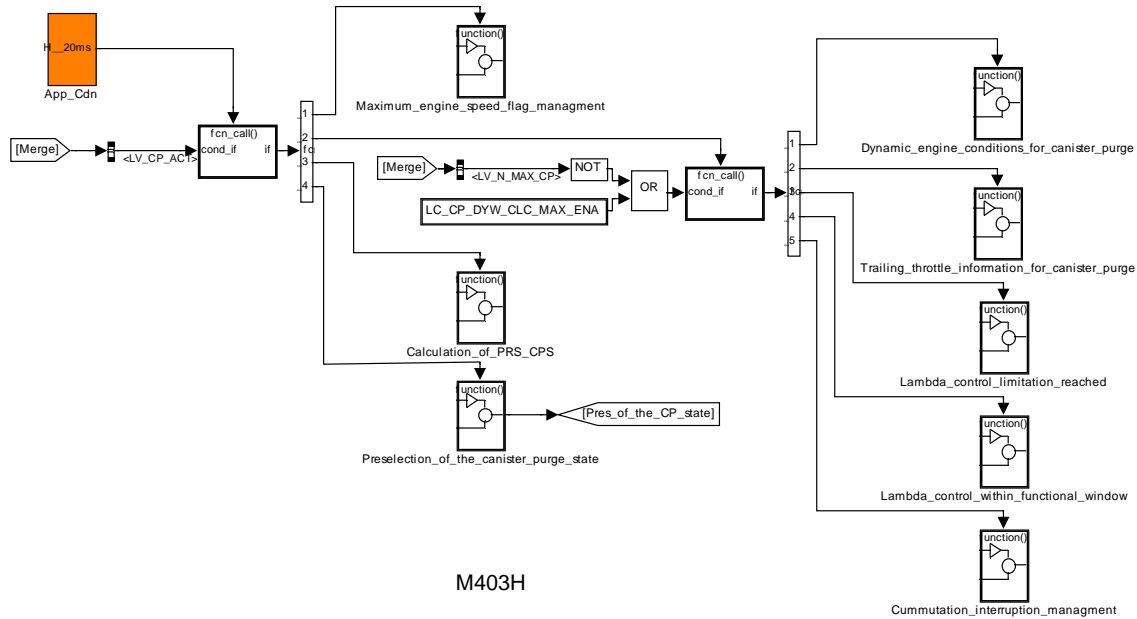 H__20ms
App_Cdn
[Merge]
<LV_CP_ACT>
fcn_call()
cond_if
if
1
2
3
4
unction()
Maximum_engine_speed_flag_managment
[Merge]
<LV_N_MAX_CP>
NOT
LC_CP_DYW_CLC_MAX_ENA
OR
fcn_call()
cond_if
if
1
2
3
4
5
unction()
Calculation_of_PRS_CPS
unction()
Preselection_of_the_canister_purge_state
[Pres_of_the_CP_state]
unction()
Dynamic_engine_conditions_for_canister_purge
unction()
Trailing_throttle_information_for_canister_purge
unction()
Lambda_control_limitation_reached
unction()
Lambda_control_within_functional_window
unction()
Cummutation_interruption_managment
M403H